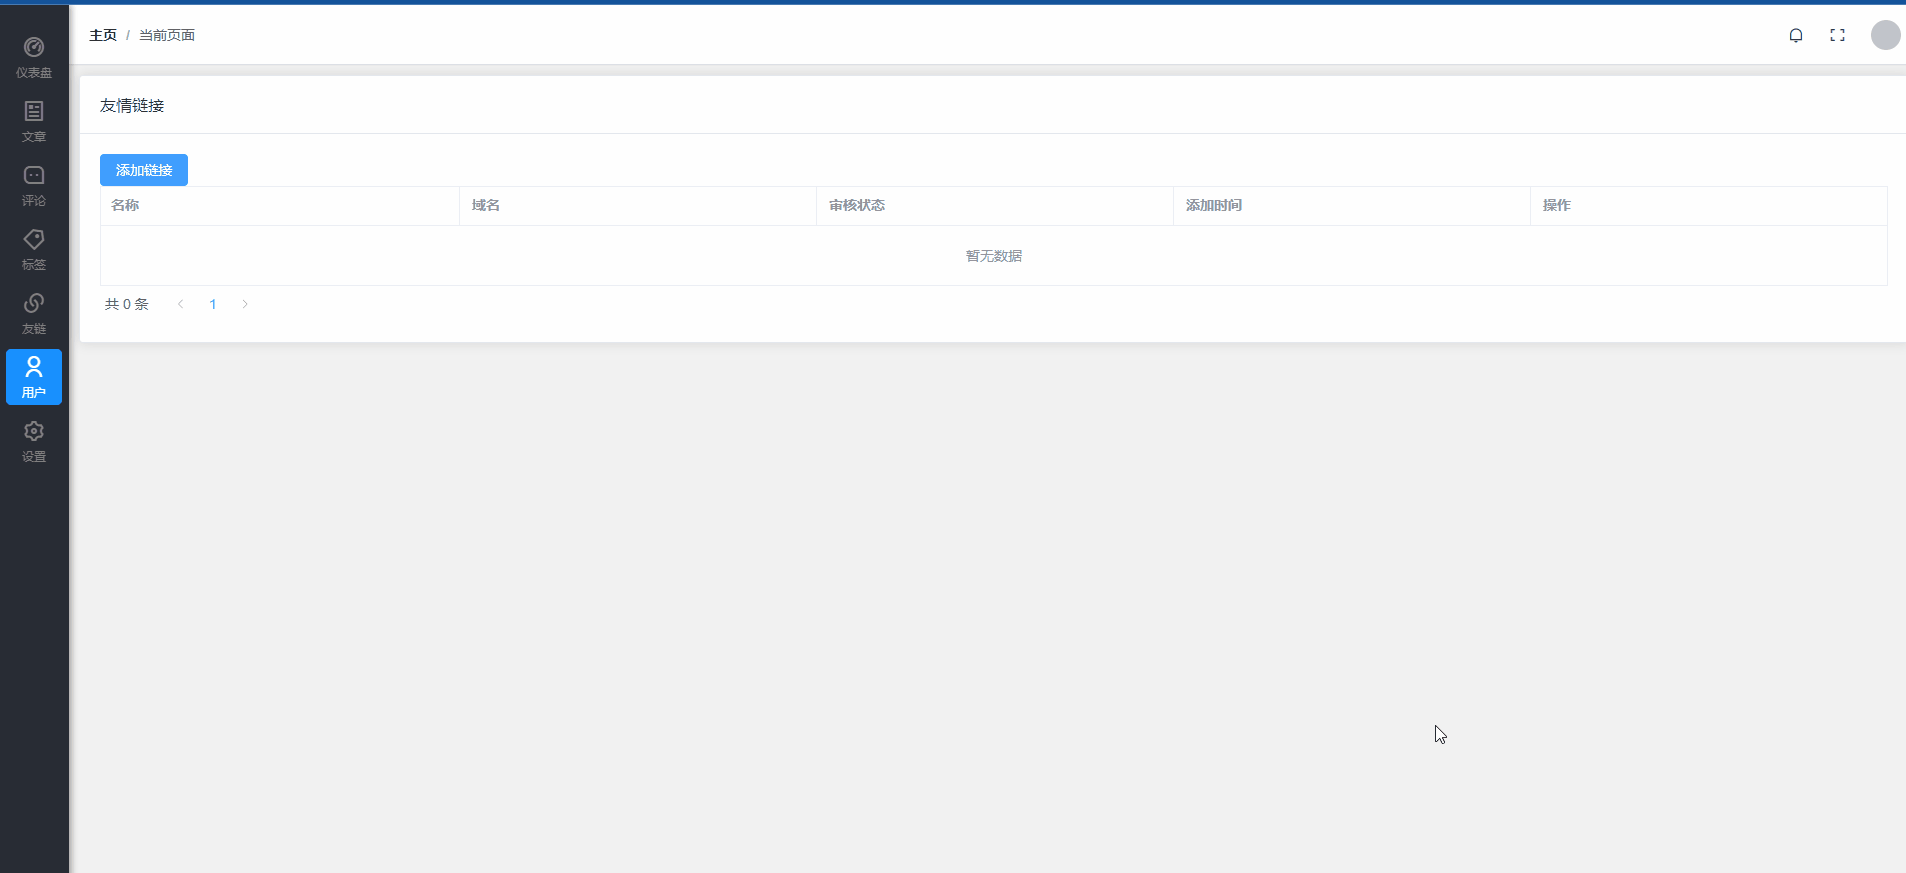 仪表盘
文章
评论
标签
友链
用户
设置
主页 / 当前页面
友情链接
添加链接
名称 域名 审核状态 添加时间 操作
暂无数据
共 0 条 1